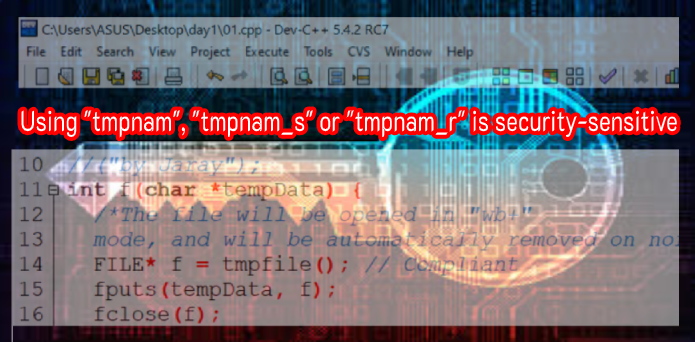 C:\Users\ASUS\Desktop\day1\01.cpp - Dev-C++ 5.4.2 RC7
File Edit Search View Project Execute Tools CVS Window Help
Using "tmpnam", "tmpnam_s" or "tmpnam_r" is security-sensitive
10 //("by Jaray");
11 int f(char *tempData) {
12 /*The file will be opened in "wb+"
13 mode, and will be automatically removed on no
14 FILE* f = tmpfile(); // Compliant
15 fputs(tempData, f);
16 fclose(f);